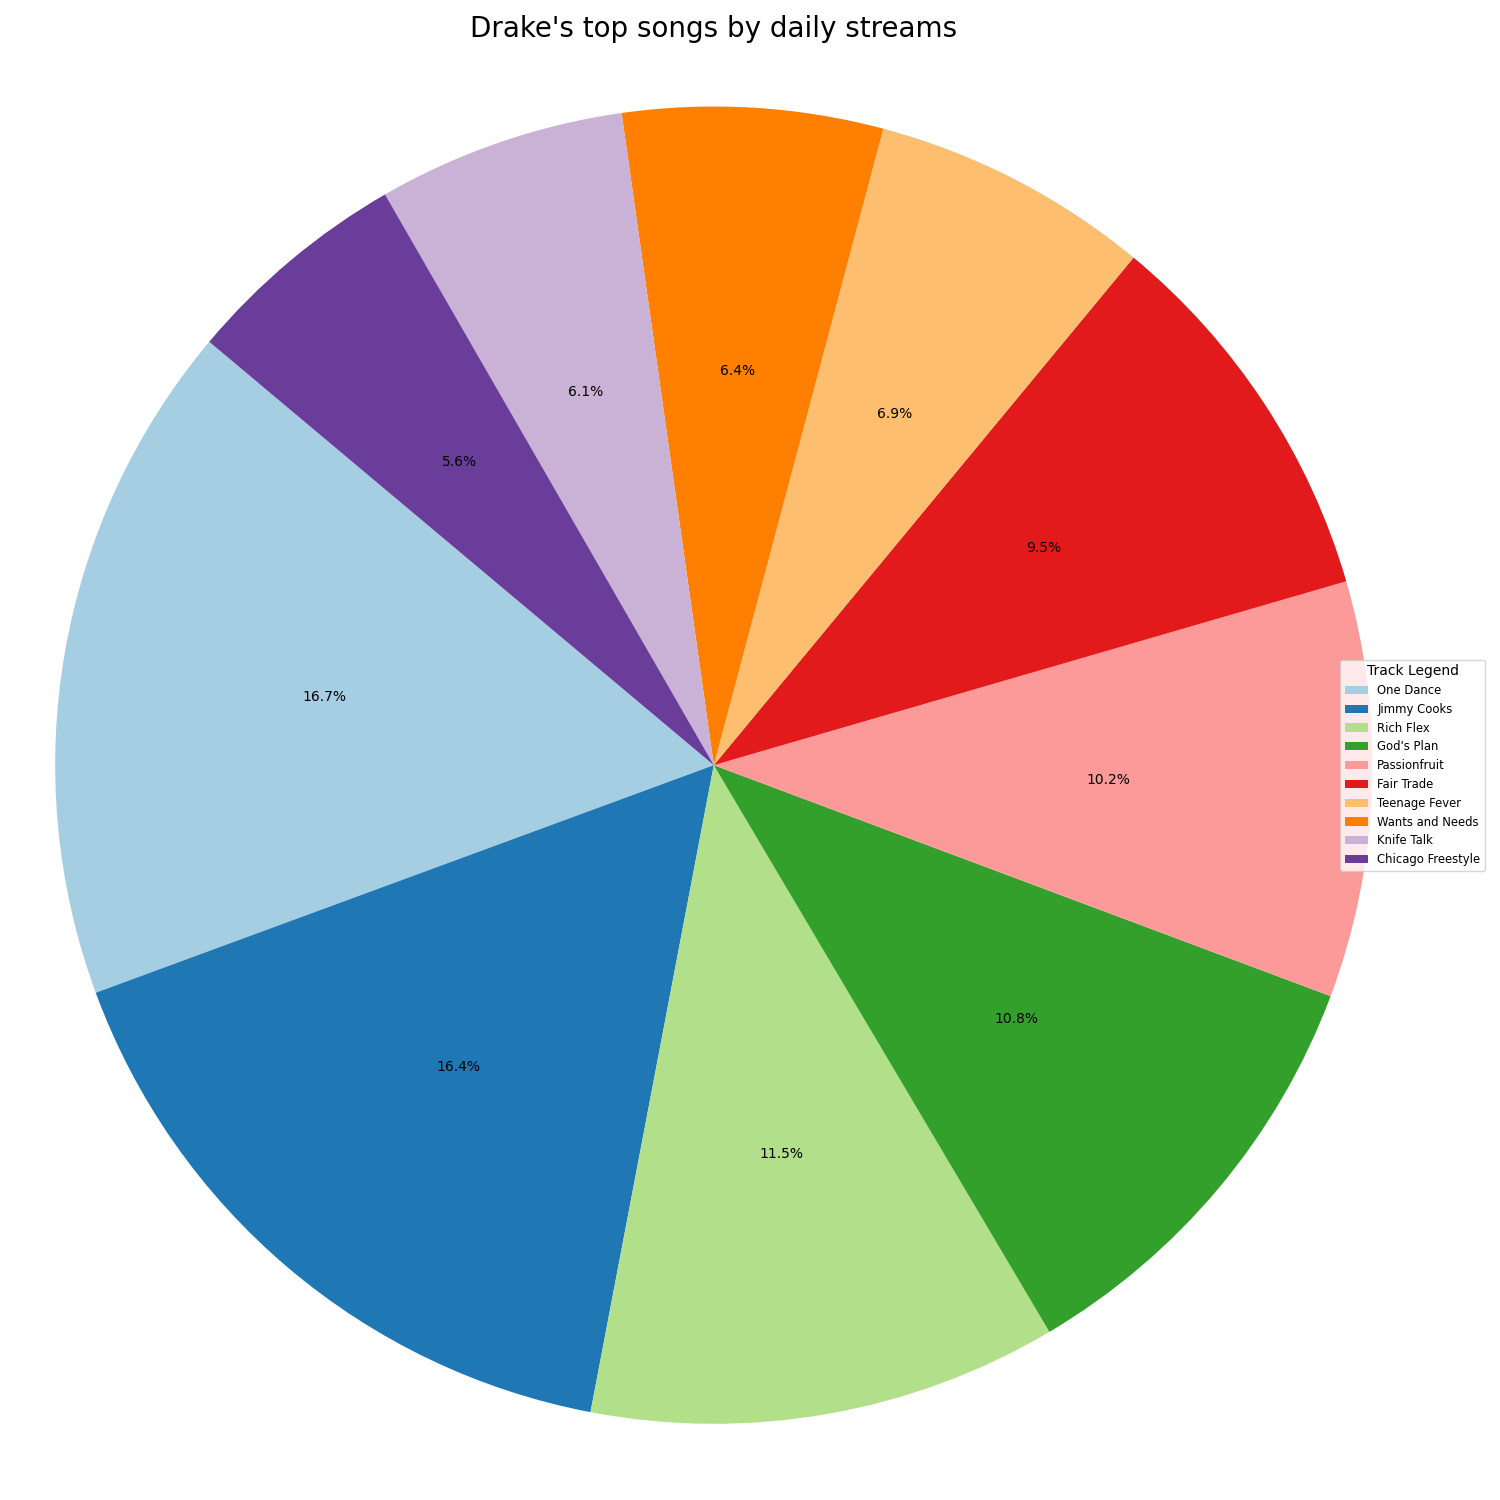 Drake's top songs by daily streams
6.4%
6.1%
6.9%
5.6%
9.5%
16.7%
10.2%
10.8%
16.4%
11.5%
Track Legend
One Dance
Jimmy Cooks
Rich Flex
God's Plan
Passionfruit
Fair Trade
Teenage Fever
Wants and Needs
Knife Talk
Chicago Freestyle